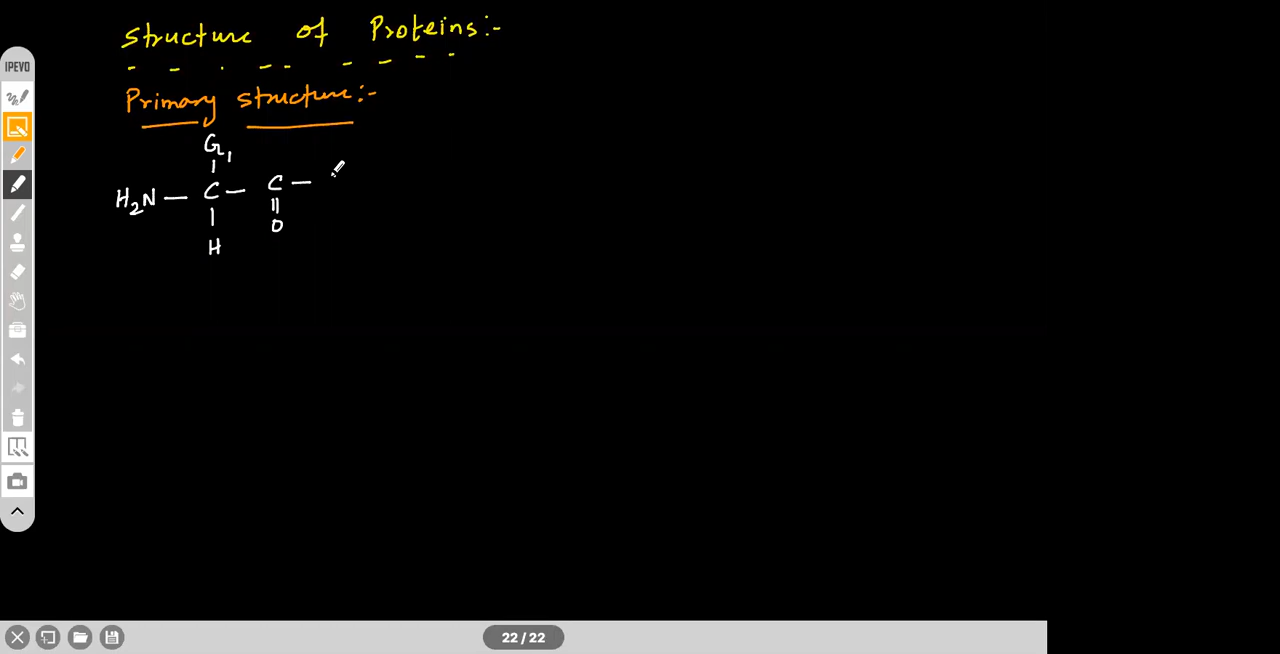 structure of Proteins:-
IPEVO
Primary structure:-
G1
H2N — C — C —
O
H
22 / 22